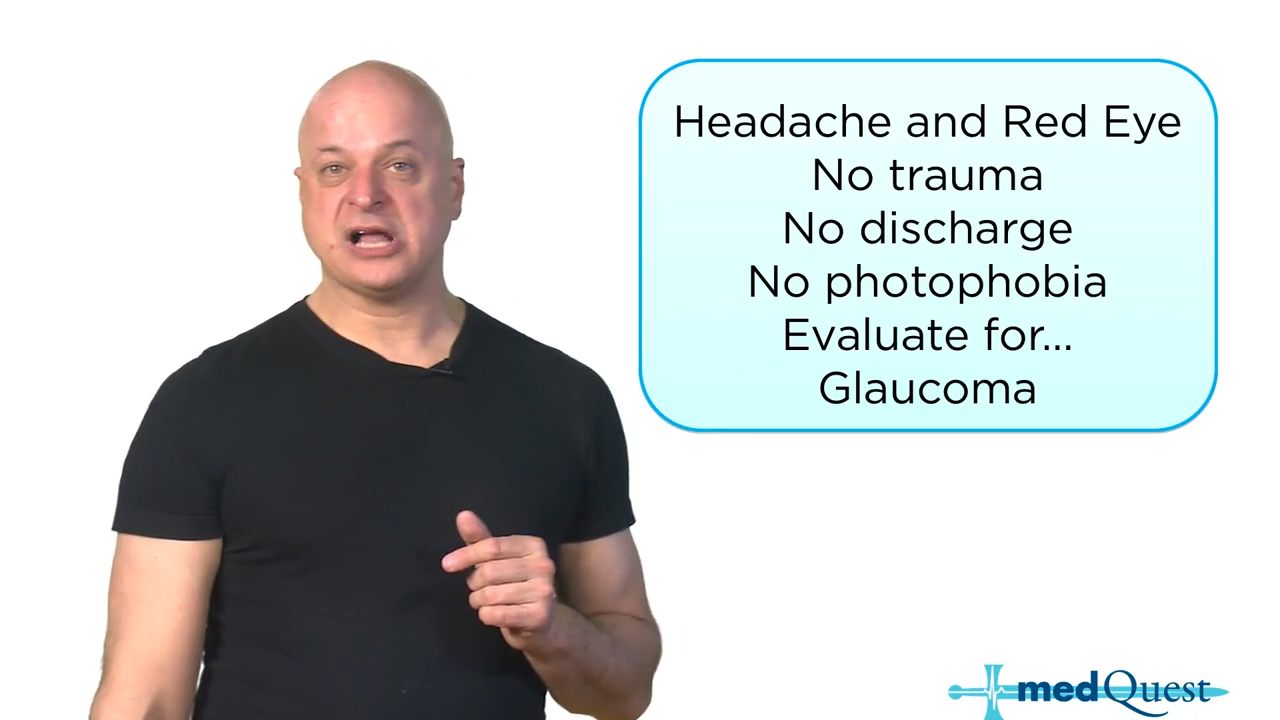 Headache and Red Eye
No trauma
No discharge
No photophobia
Evaluate for...
Glaucoma
medQuest